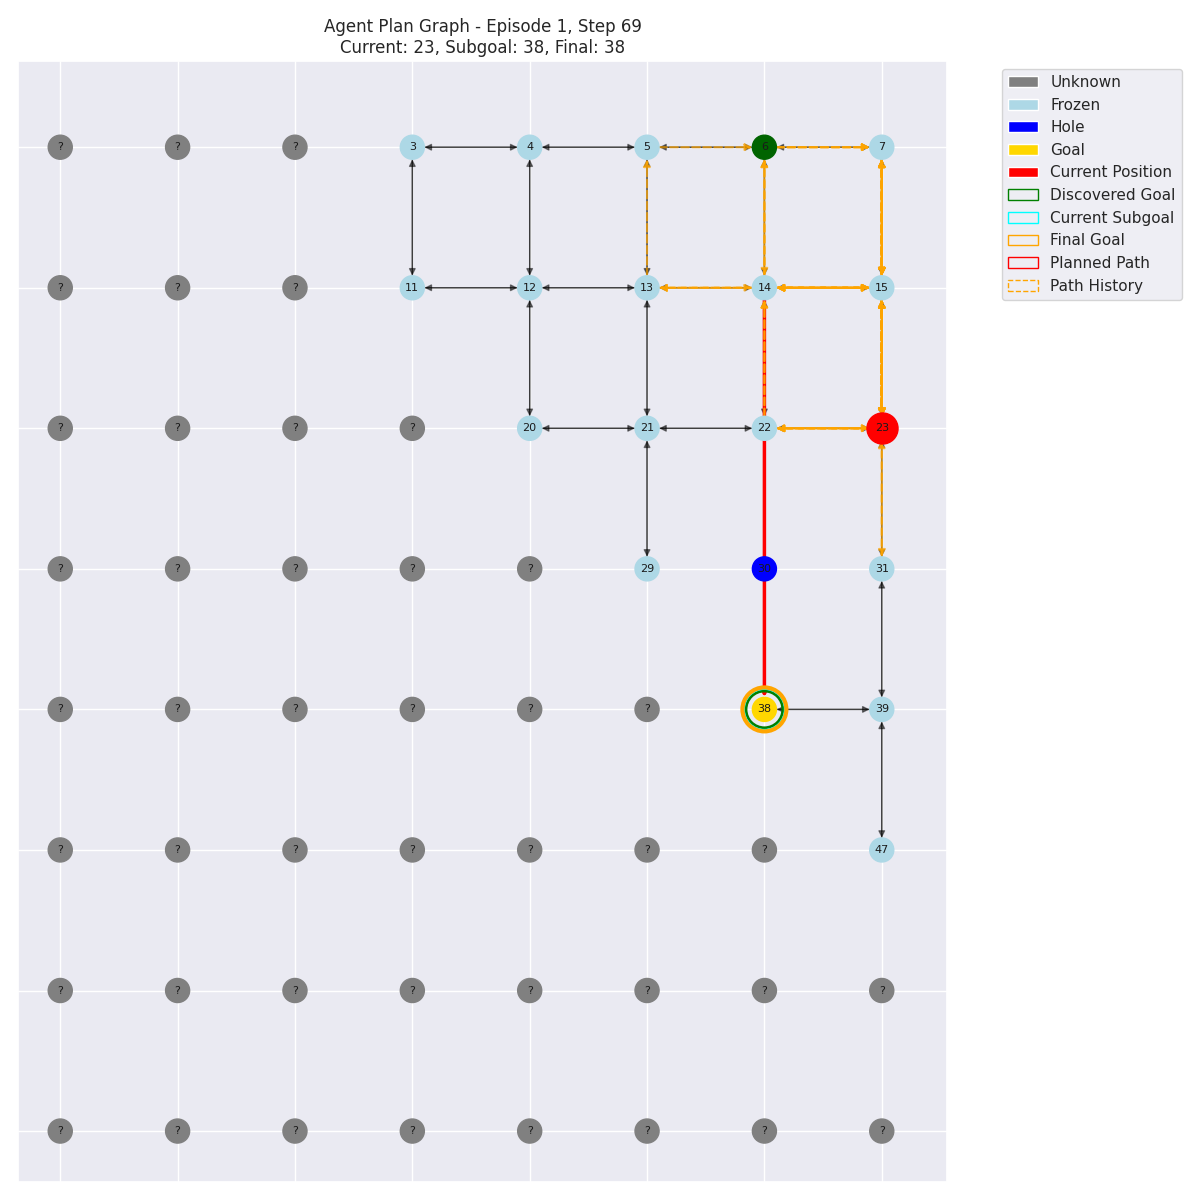 Agent Plan Graph - Episode 1, Step 69
Current: 23, Subgoal: 38, Final: 38
Unknown
Frozen
Hole
Goal
Current Position
Discovered Goal
Current Subgoal
Final Goal
Planned Path
Path History
? ? ? 3 4 5 6 7
? ? ? 11 12 13 14 15
? ? ? ? 20 21 22 23
? ? ? ? ? 29 30 31
? ? ? ? ? ? 38 39
? ? ? ? ? ? ? 47
? ? ? ? ? ? ? ?
? ? ? ? ? ? ? ?